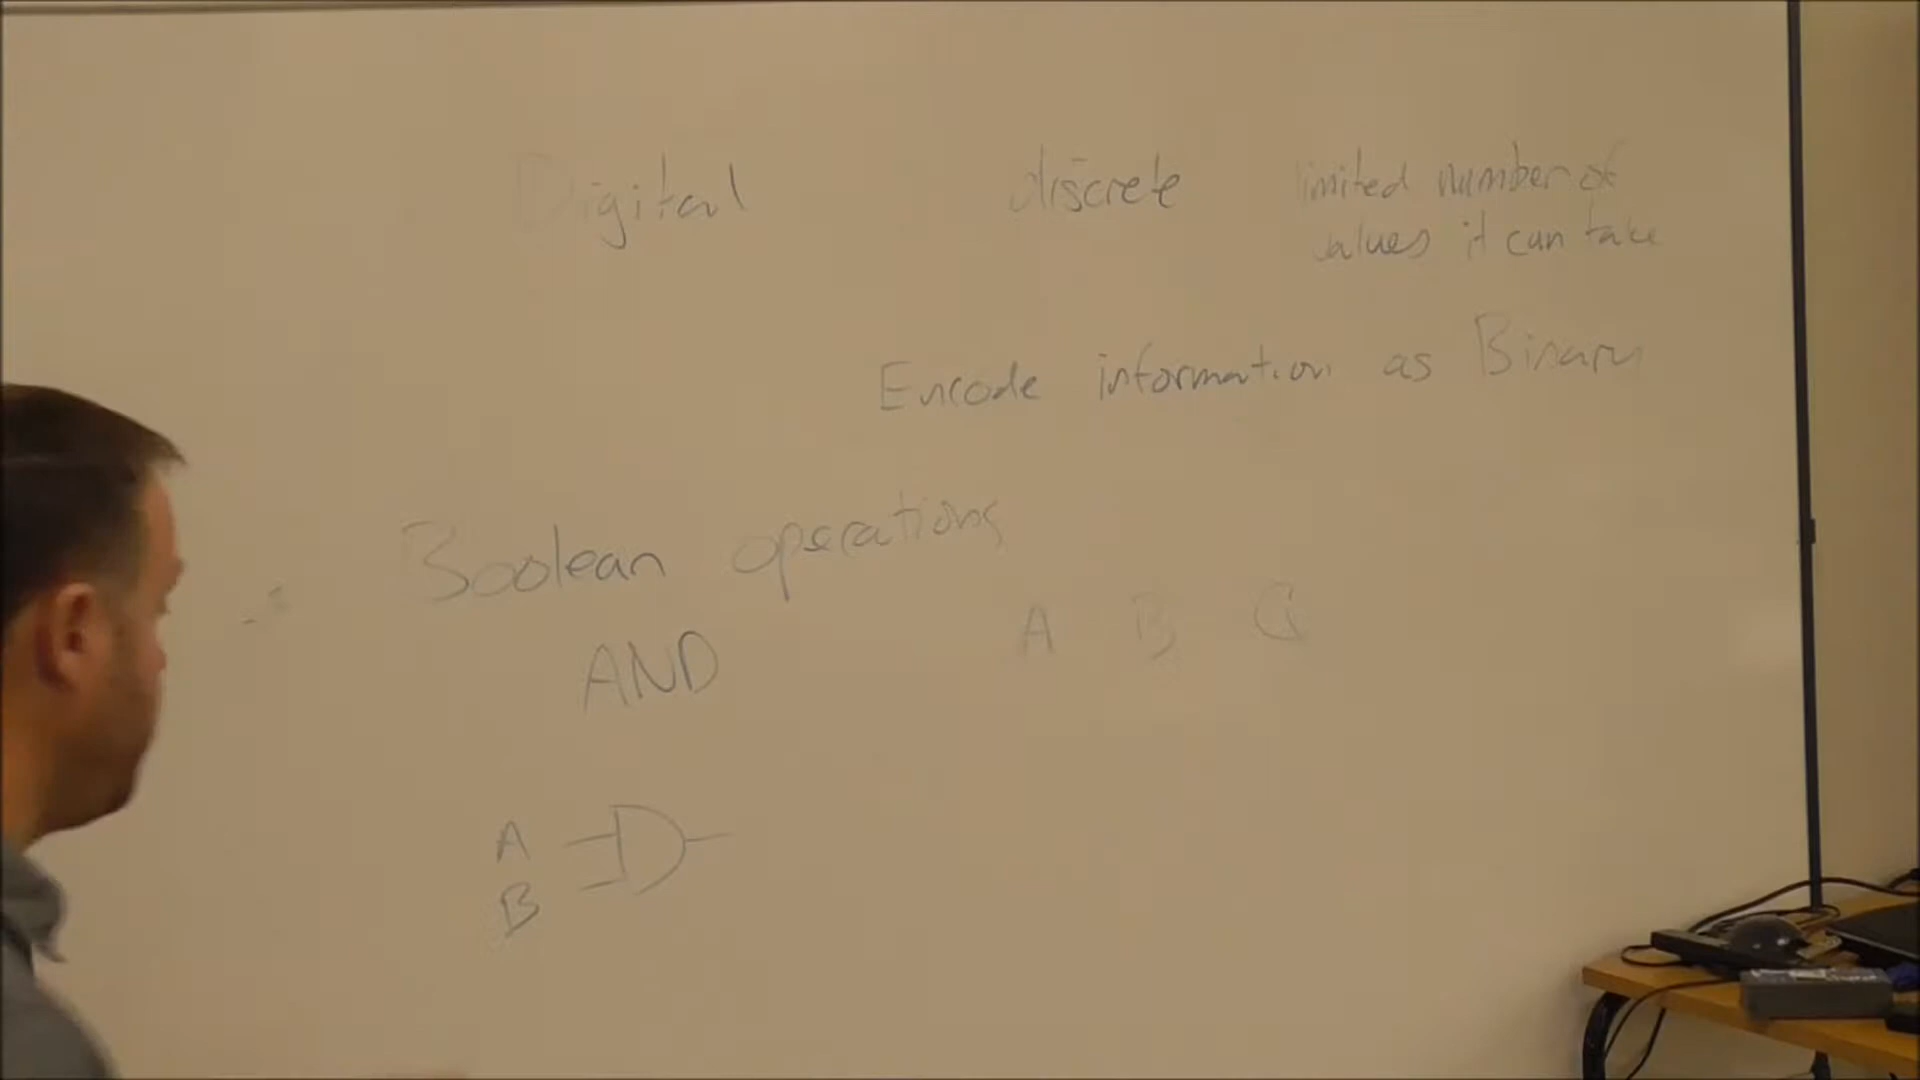 Digital discrete limited number of
values it can take
Encode information as Binary
Boolean operations
A B Q
AND
A
B